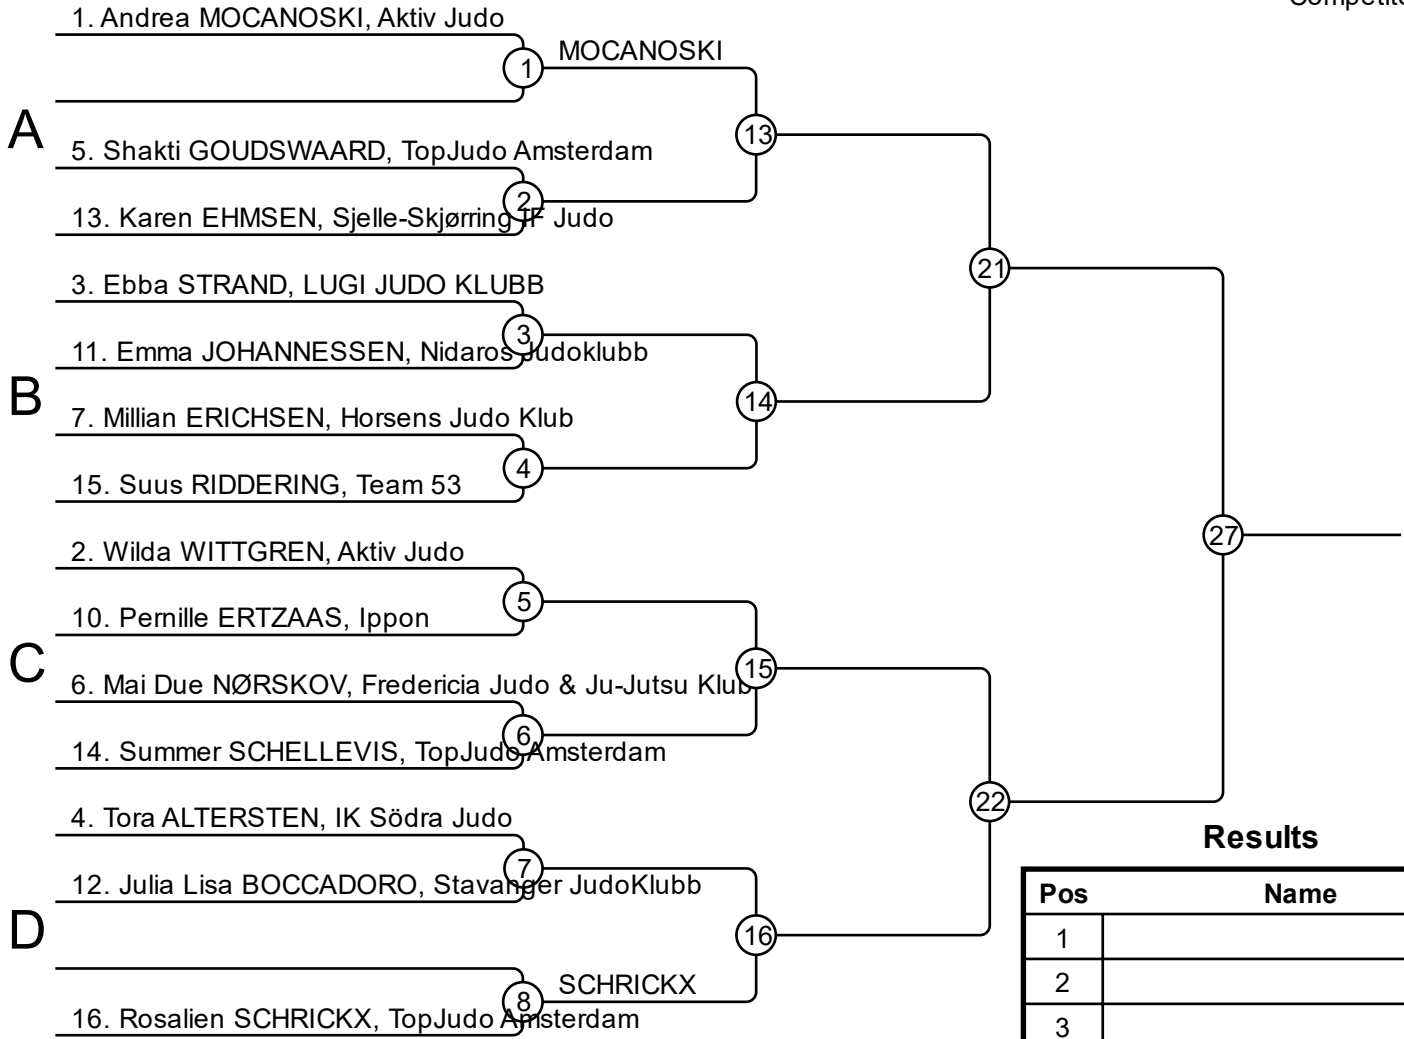 Competito
1. Andrea MOCANOSKI, Aktiv Judo
1
MOCANOSKI
13
A
5. Shakti GOUDSWAARD, TopJudo Amsterdam
2
13. Karen EHMSEN, Sjelle-Skjørring IF Judo
21
3. Ebba STRAND, LUGI JUDO KLUBB
3
11. Emma JOHANNESSEN, Nidaros Judoklubb
B
14
7. Millian ERICHSEN, Horsens Judo Klub
4
15. Suus RIDDERING, Team 53
27
2. Wilda WITTGREN, Aktiv Judo
5
10. Pernille ERTZAAS, Ippon
C
15
6. Mai Due NØRSKOV, Fredericia Judo & Ju-Jutsu Klub
6
14. Summer SCHELLEVIS, TopJudo Amsterdam
22
4. Tora ALTERSTEN, IK Södra Judo
7
12. Julia Lisa BOCCADORO, Stavanger JudoKlubb
D
16
8
SCHRICKX
16. Rosalien SCHRICKX, TopJudo Amsterdam
Results
Pos Name
1
2
3